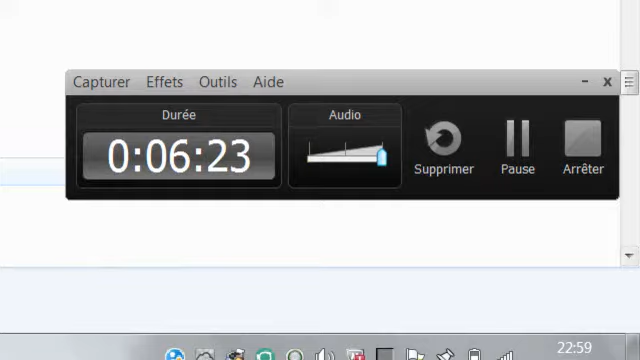 Capturer Effets Outils Aide
Durée
Audio
0:06:23
Supprimer
Pause
Arrêter
22:59